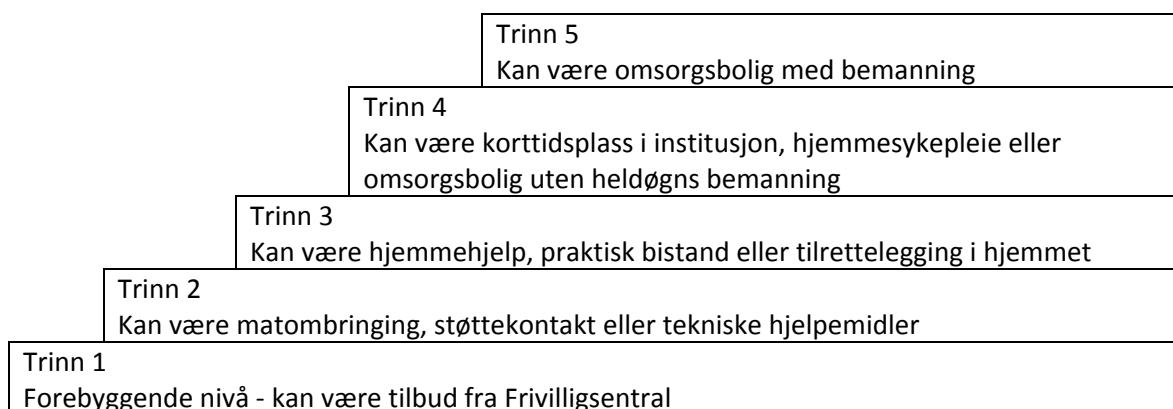 Trinn 5
Kan være omsorgsbolig med bemanning
Trinn 4
Kan være korttidsplass i institusjon, hjemmesykepleie eller
omsorgsbolig uten heldøgns bemanning
Trinn 3
Kan være hjemmehjelp, praktisk bistand eller tilrettelegging i hjemmet
Trinn 2
Kan være matombringing, støttekontakt eller tekniske hjelpemidler
Trinn 1
Forebyggende nivå - kan være tilbud fra Frivilligsentral